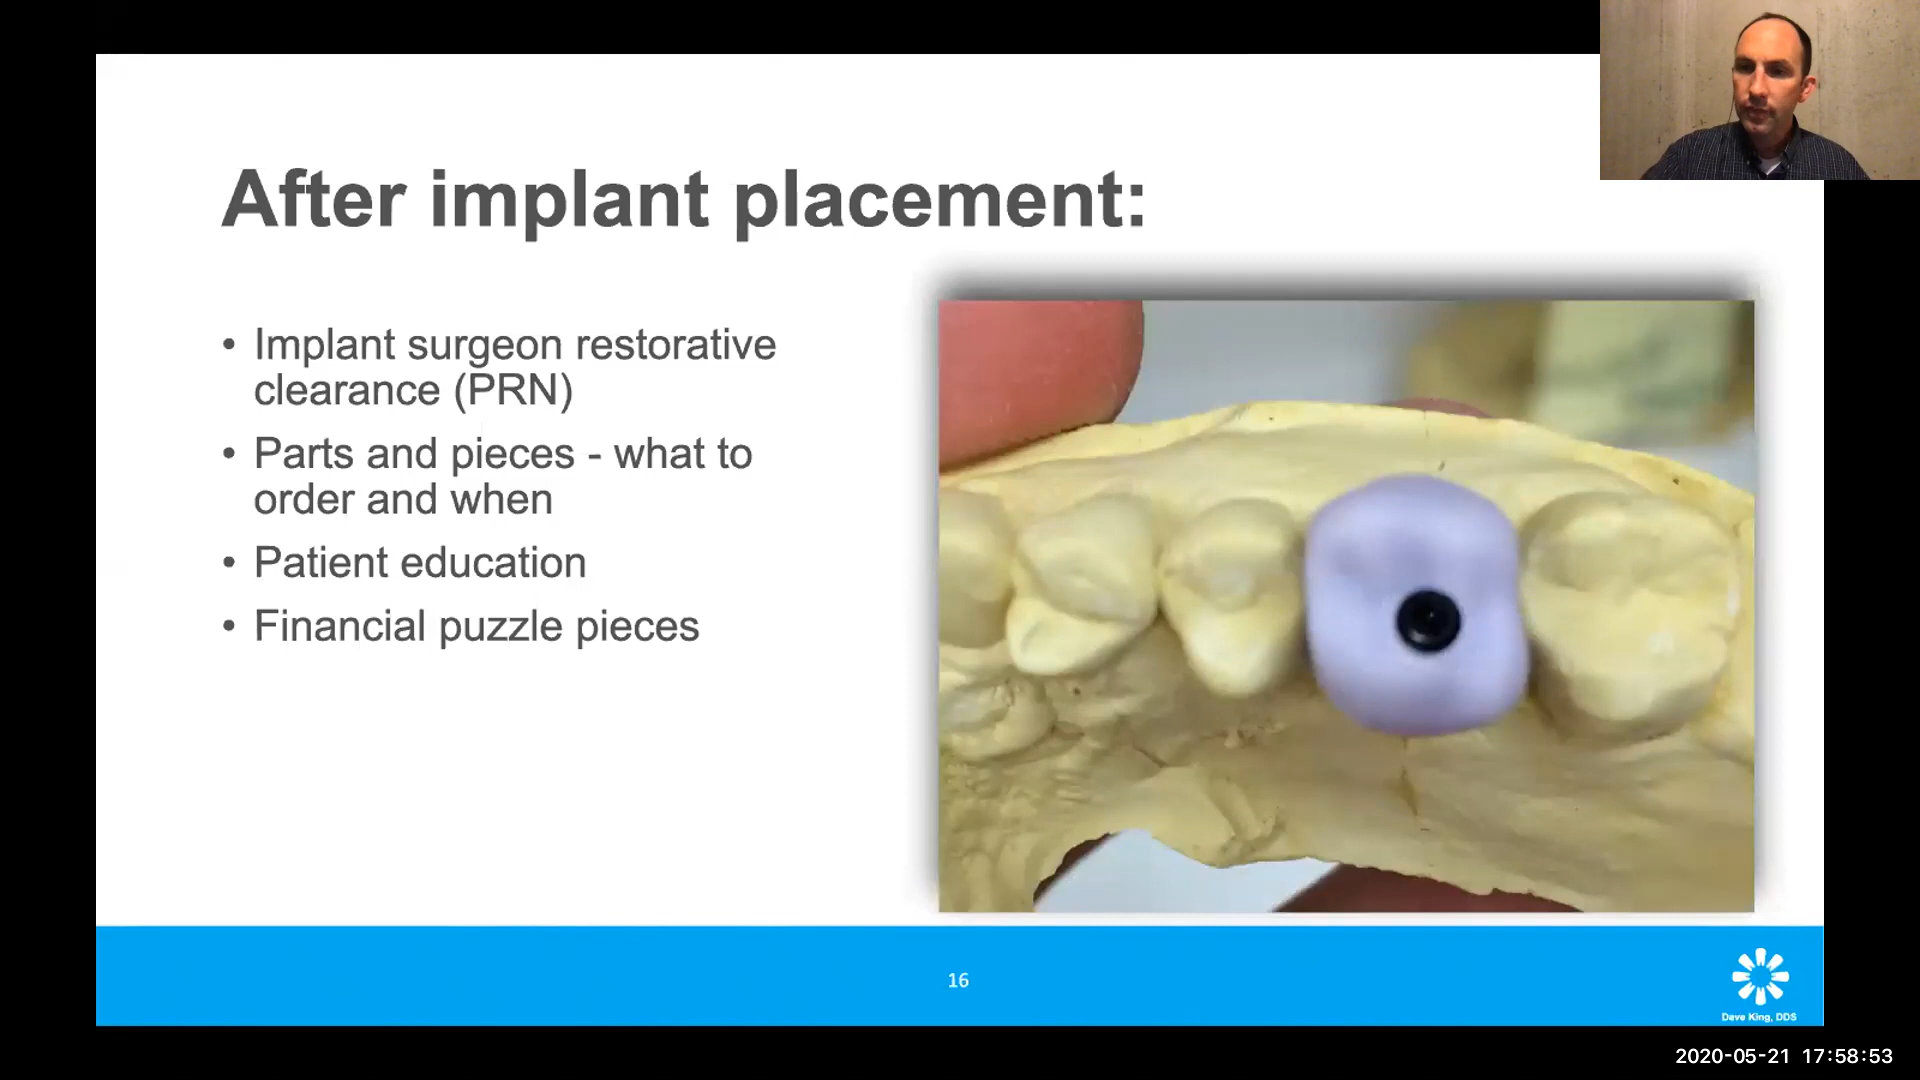 After implant placement:
• Implant surgeon restorative
clearance (PRN)
• Parts and pieces - what to
order and when
• Patient education
• Financial puzzle pieces
16
Dave King, DDS
2020-05-21 17:58:53